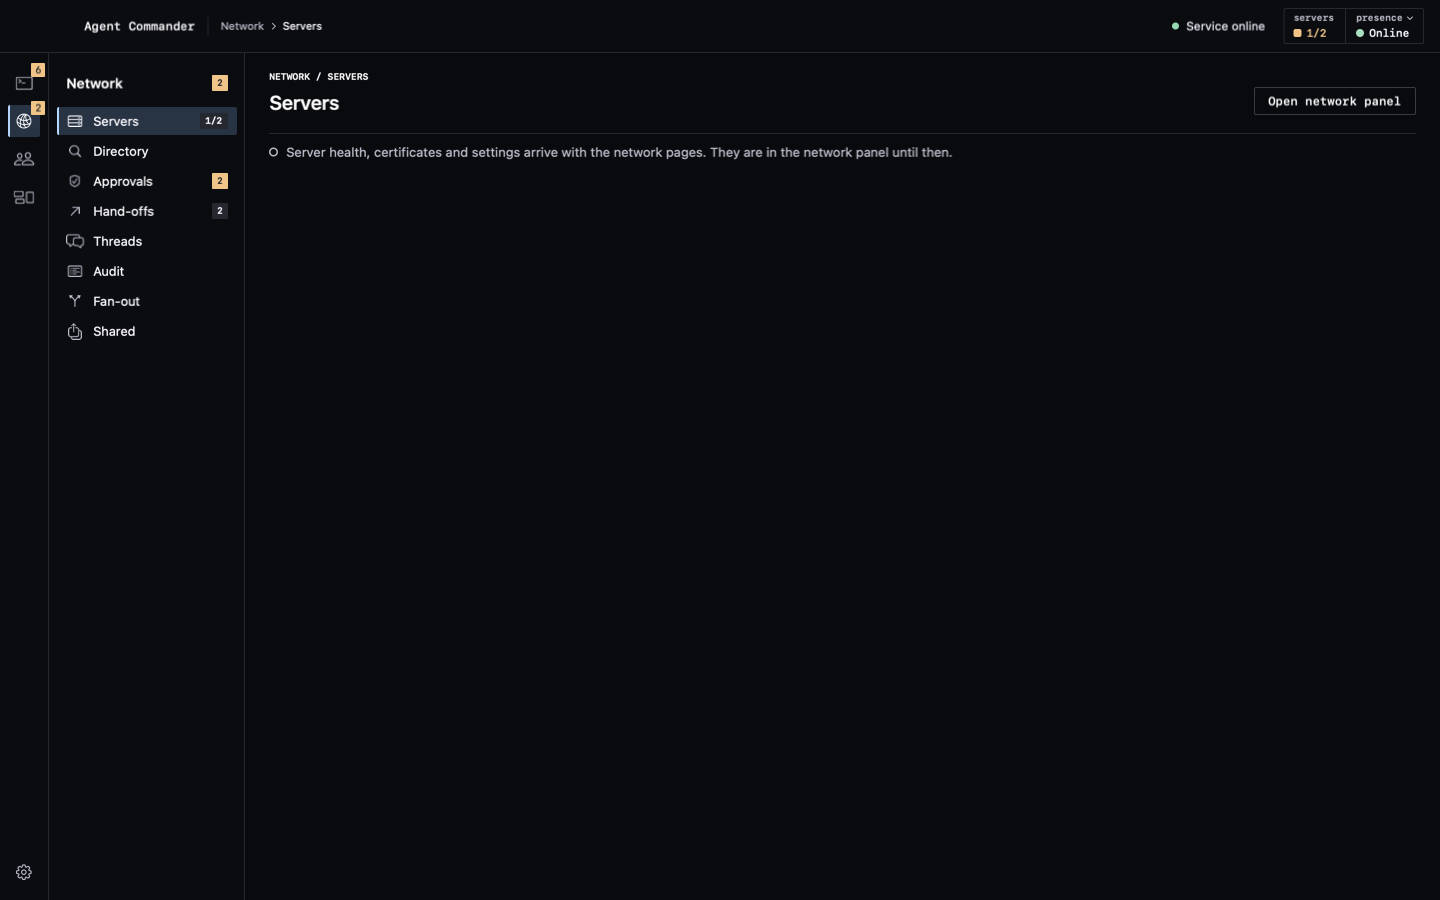 Agent Commander
Network > Servers
Service online
servers
1/2
presence
Online
6
2
Network
2
Servers
1/2
Directory
Approvals
2
Hand-offs
2
Threads
Audit
Fan-out
Shared
NETWORK / SERVERS
Servers
Open network panel
Server health, certificates and settings arrive with the network pages. They are in the network panel until then.